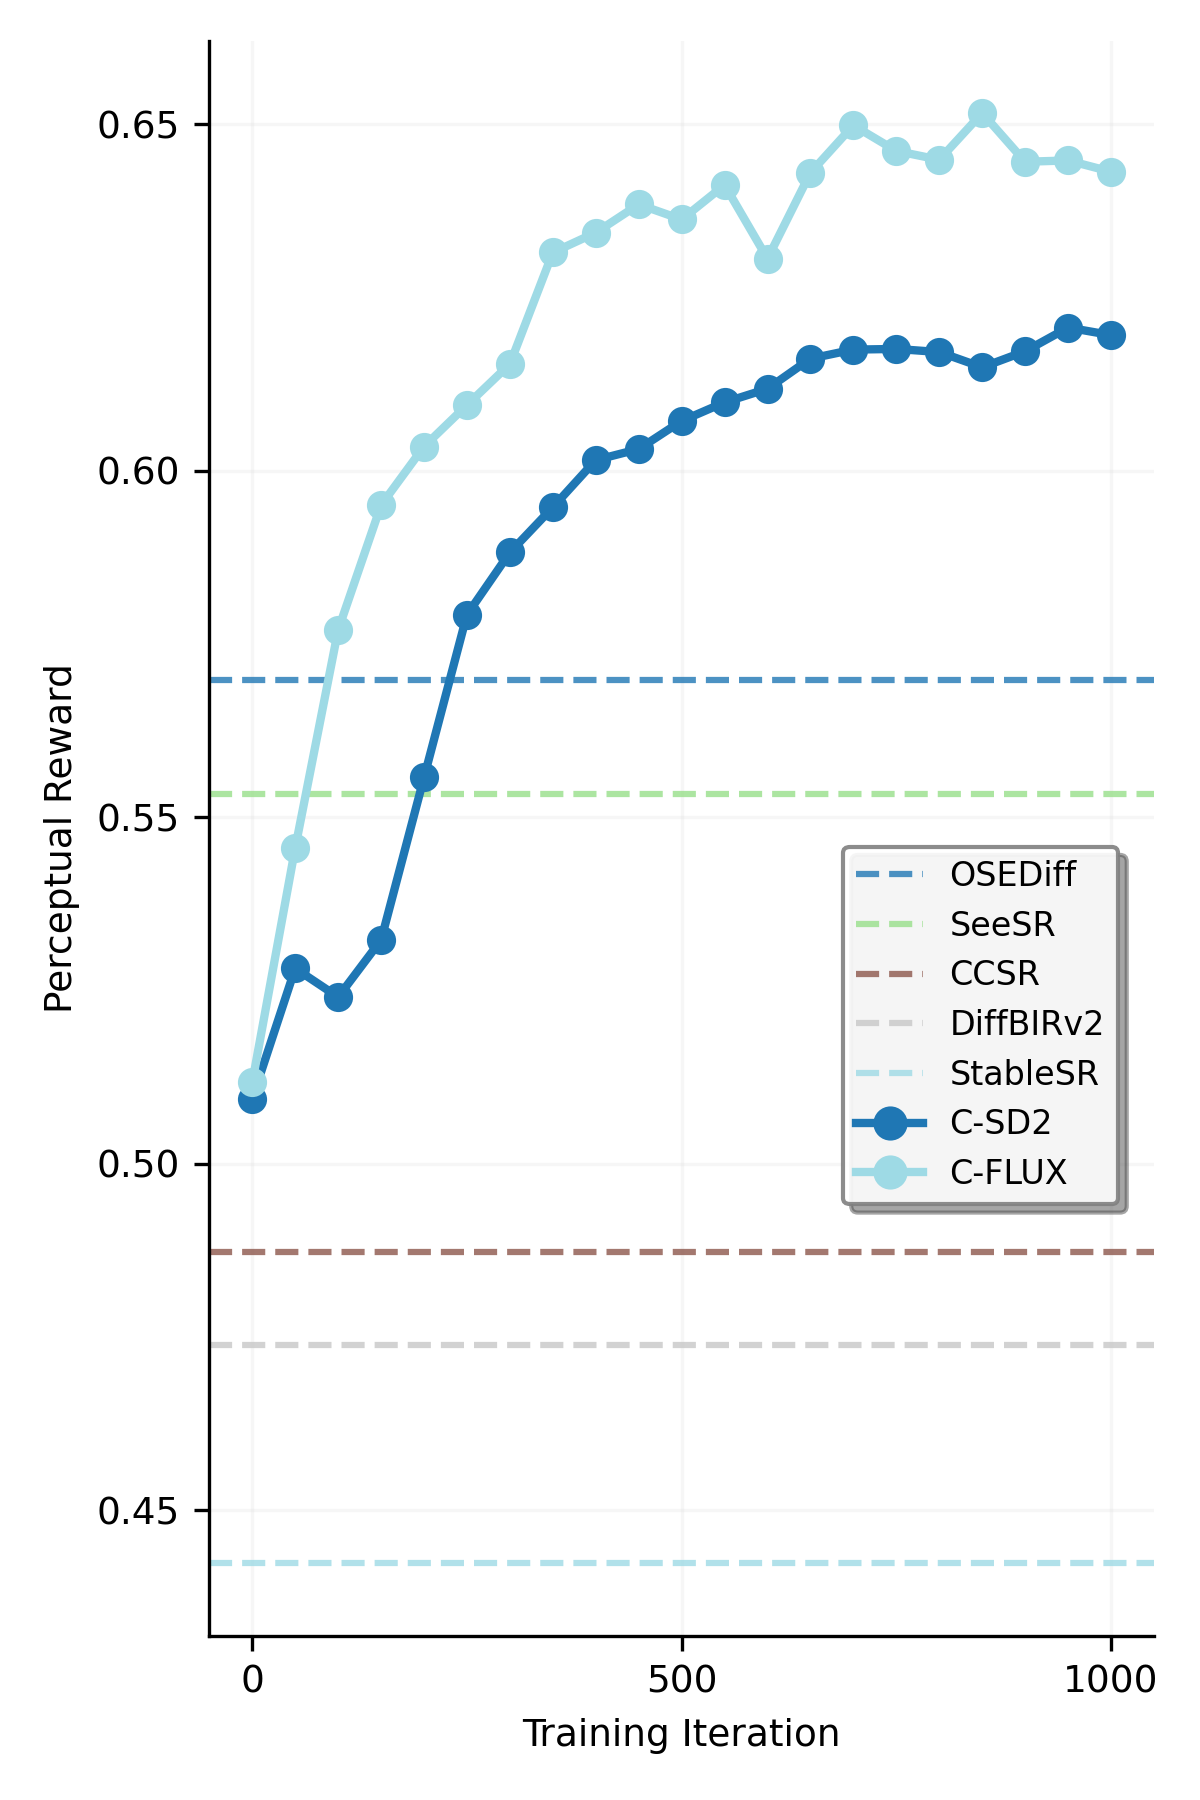 0.65
0.60
0.55
0.50
0.45
Perceptual Reward
OSEDiff
SeeSR
CCSR
DiffBIRv2
StableSR
C-SD2
C-FLUX
0
500
1000
Training Iteration